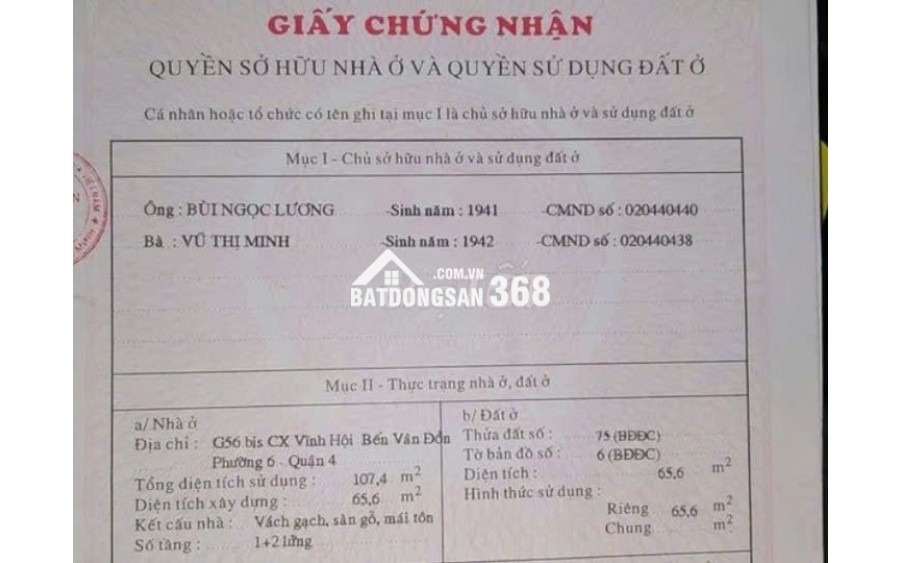 GIẤY CHỨNG NHẬN
QUYỀN SỞ HỮU NHÀ Ở VÀ QUYỀN SỬ DỤNG ĐẤT Ở
Cá nhân hoặc tổ chức có tên ghi tại mục I là chủ sở hữu nhà ở và sử dụng đất ở
Mục I - Chủ sở hữu nhà ở và sử dụng đất ở
Ông : BÙI NGỌC LƯƠNG -Sinh năm : 1941 -CMND số : 020440440
Bà : VŨ THỊ MINH -Sinh năm : 1942 -CMND số : 020440438
.COM.VN
BATDONGSAN 368
Mục II - Thực trạng nhà ở, đất ở
a/ Nhà ở
Địa chỉ : G56 bis CX Vĩnh Hội Bến Vân Đồn
Phường 6 - Quận 4
Tổng diện tích sử dụng : 107,4 m²
Diện tích xây dựng : 65,6 m²
Kết cấu nhà : Vách gạch, sàn gỗ, mái tôn
Số tầng : 1+2 lửng
b/ Đất ở
Thửa đất số : 75 (BĐĐC)
Tờ bản đồ số : 6 (BĐĐC)
Diện tích : 65,6 m²
Hình thức sử dụng :
Riêng 65,6 m²
Chung m²